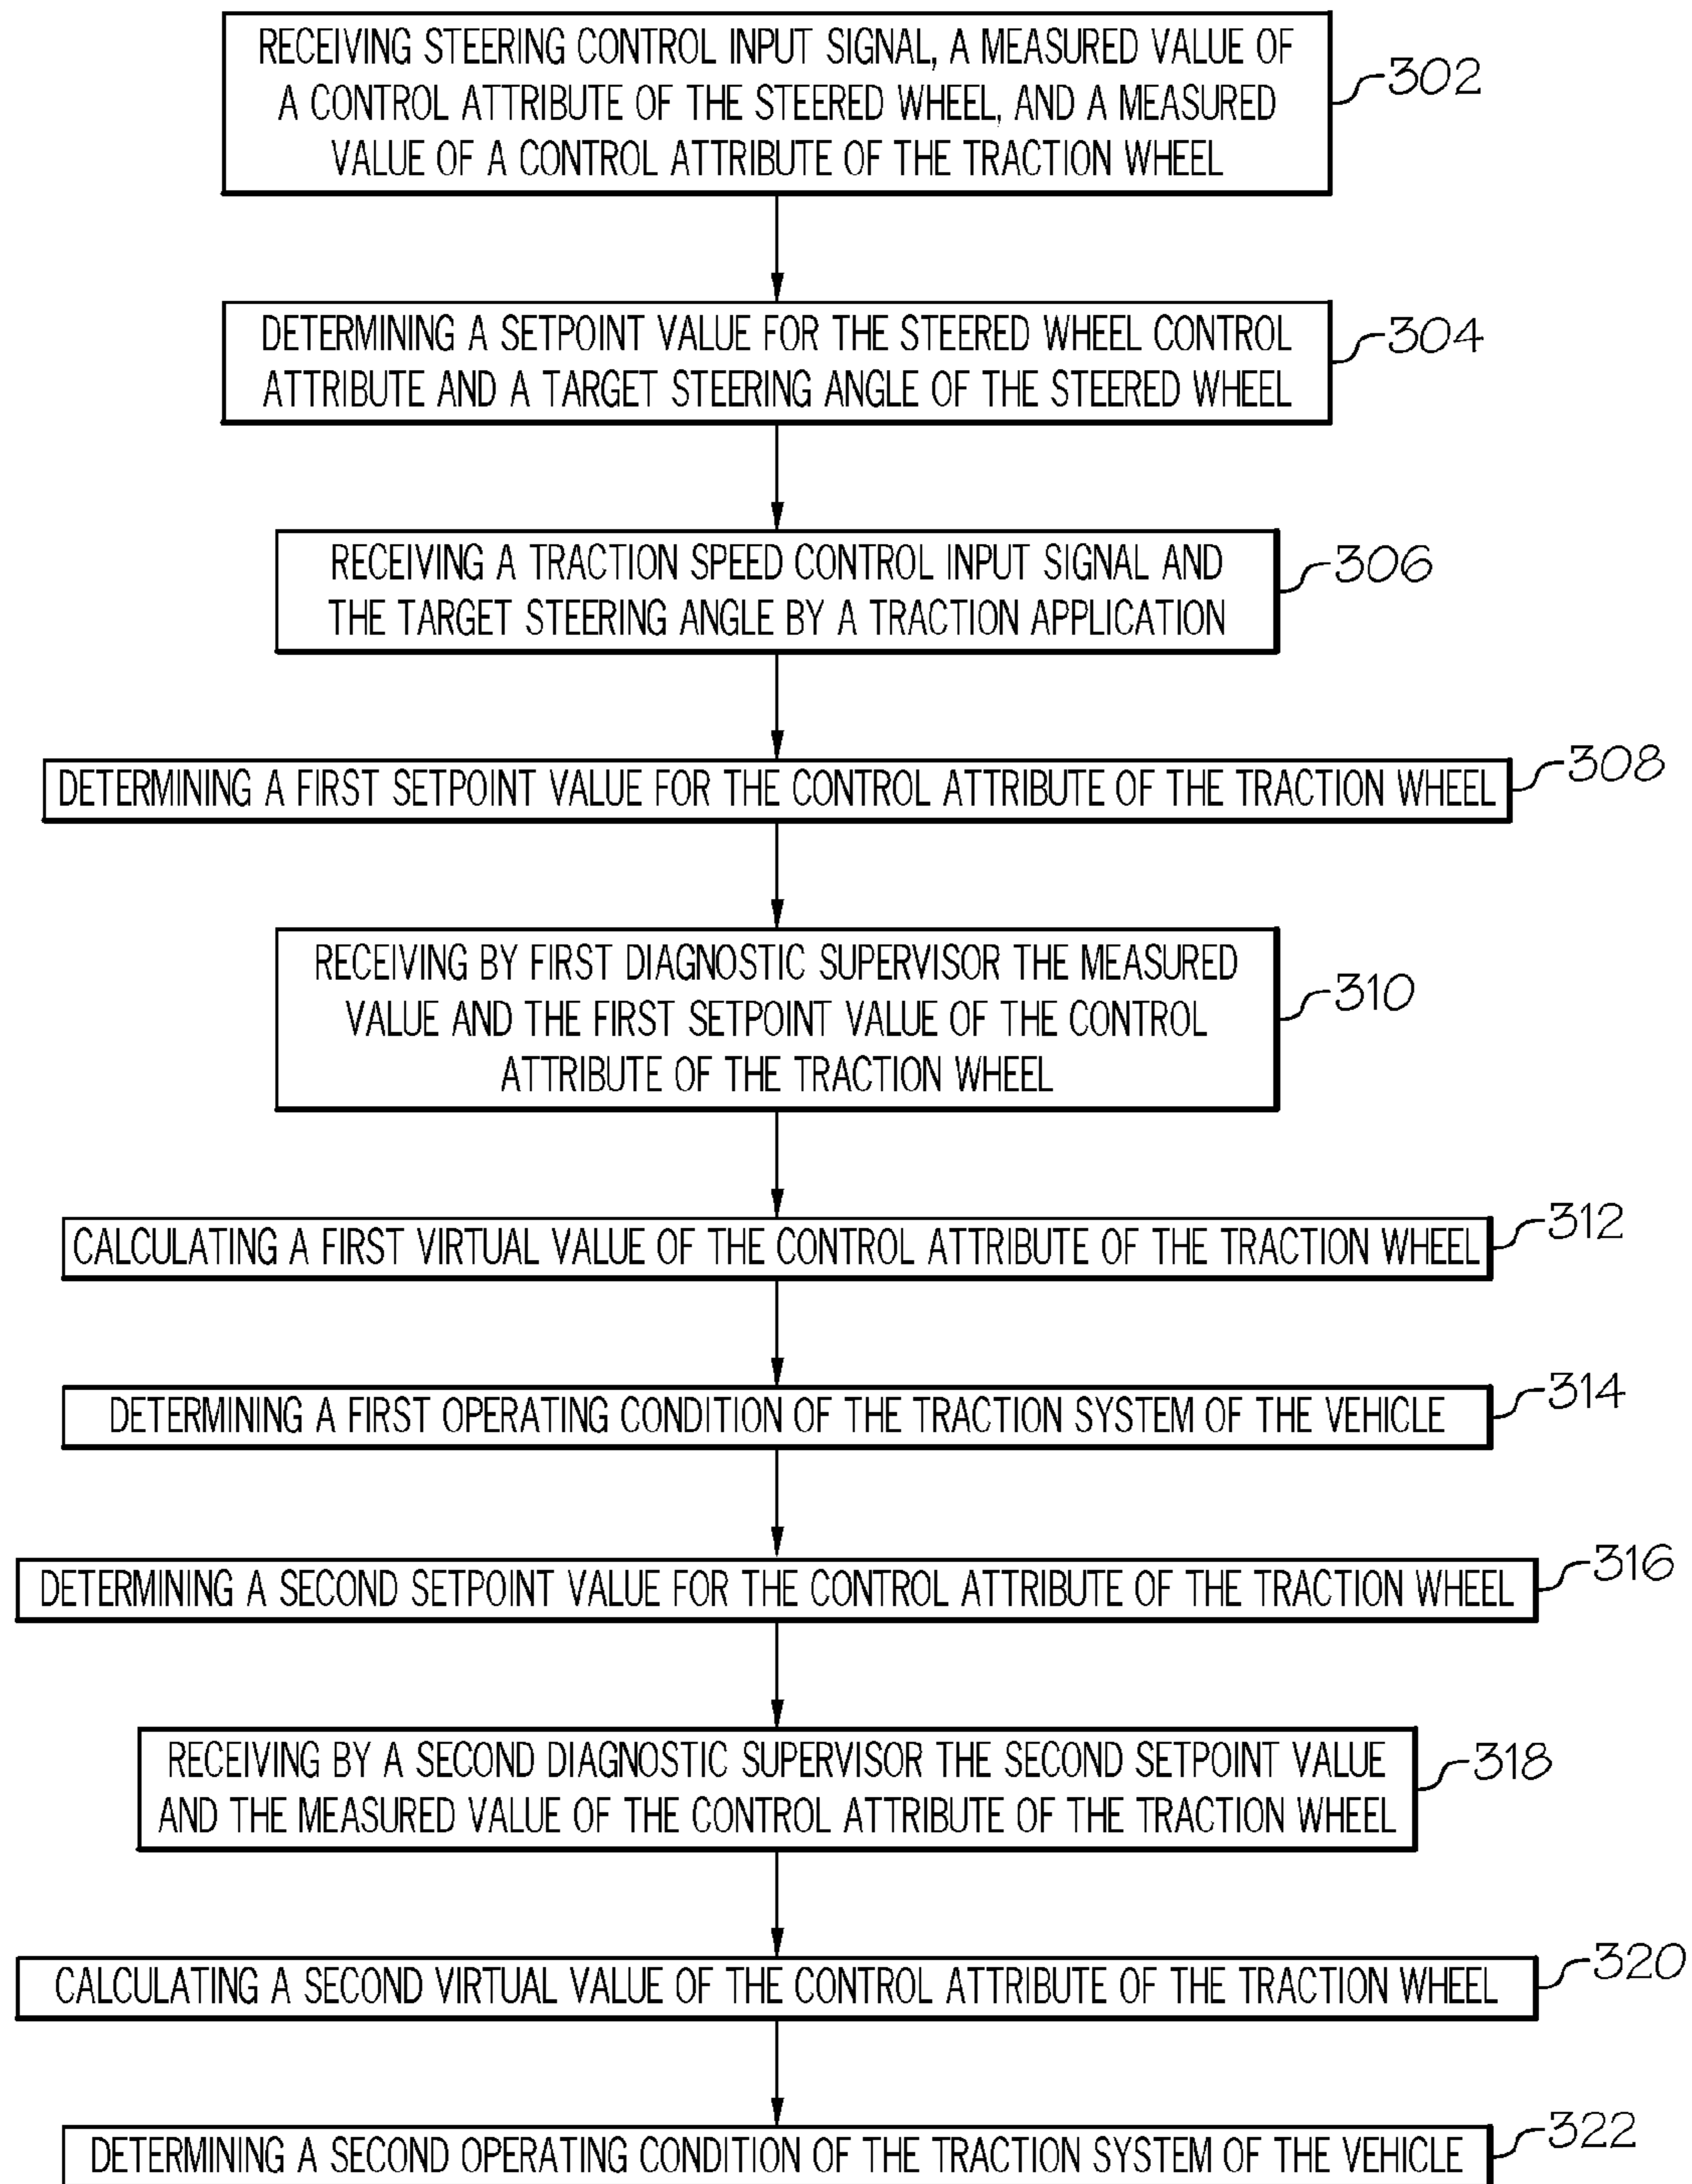 RECEIVING STEERING CONTROL INPUT SIGNAL, A MEASURED VALUE OF
A CONTROL ATTRIBUTE OF THE STEERED WHEEL, AND A MEASURED
VALUE OF A CONTROL ATTRIBUTE OF THE TRACTION WHEEL
302
DETERMINING A SETPOINT VALUE FOR THE STEERED WHEEL CONTROL
ATTRIBUTE AND A TARGET STEERING ANGLE OF THE STEERED WHEEL
304
RECEIVING A TRACTION SPEED CONTROL INPUT SIGNAL AND
THE TARGET STEERING ANGLE BY A TRACTION APPLICATION
306
DETERMINING A FIRST SETPOINT VALUE FOR THE CONTROL ATTRIBUTE OF THE TRACTION WHEEL
308
RECEIVING BY FIRST DIAGNOSTIC SUPERVISOR THE MEASURED
VALUE AND THE FIRST SETPOINT VALUE OF THE CONTROL
ATTRIBUTE OF THE TRACTION WHEEL
310
CALCULATING A FIRST VIRTUAL VALUE OF THE CONTROL ATTRIBUTE OF THE TRACTION WHEEL
312
DETERMINING A FIRST OPERATING CONDITION OF THE TRACTION SYSTEM OF THE VEHICLE
314
DETERMINING A SECOND SETPOINT VALUE FOR THE CONTROL ATTRIBUTE OF THE TRACTION WHEEL
316
RECEIVING BY A SECOND DIAGNOSTIC SUPERVISOR THE SECOND SETPOINT VALUE
AND THE MEASURED VALUE OF THE CONTROL ATTRIBUTE OF THE TRACTION WHEEL
318
CALCULATING A SECOND VIRTUAL VALUE OF THE CONTROL ATTRIBUTE OF THE TRACTION WHEEL
320
DETERMINING A SECOND OPERATING CONDITION OF THE TRACTION SYSTEM OF THE VEHICLE
322